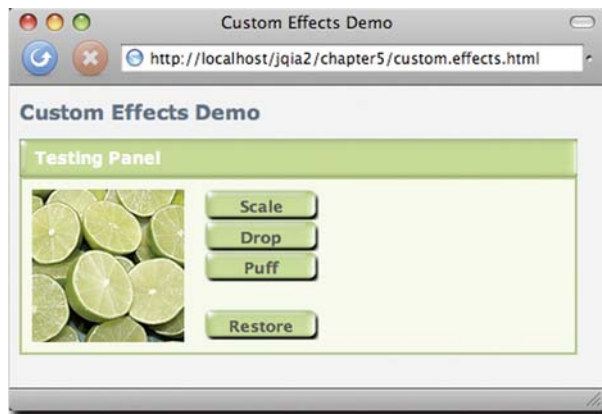 Custom Effects Demo
http://localhost/jqia2/chapter5/custom.effects.html
Custom Effects Demo
Testing Panel
Scale
Drop
Puff
Restore